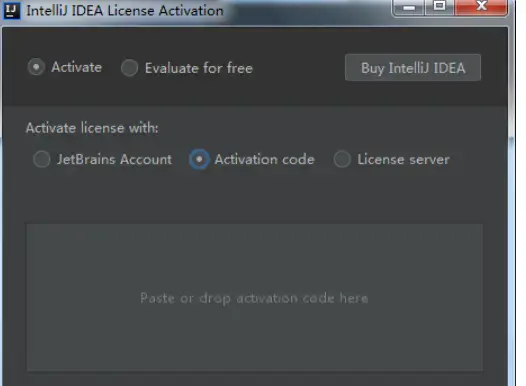 IntelliJ IDEA License Activation
Activate Evaluate for free Buy IntelliJ IDEA
Activate license with:
JetBrains Account Activation code License server
Paste or drop activation code here